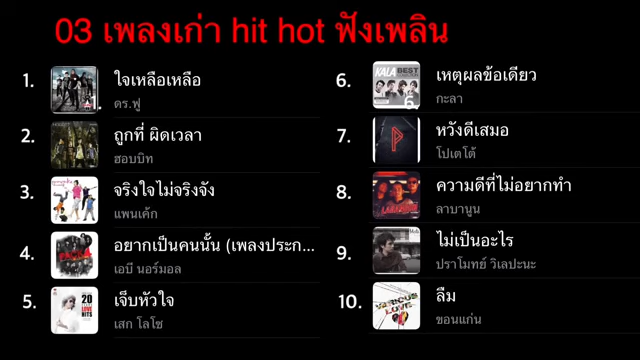 03 เพลงเก่า hit hot ฟังเพลิน
1.
ใจเหลือเหลือ
ดร.ฟู
2.
ถูกที่ ผิดเวลา
ฮอบบิท
3.
จริงใจไม่จริงจัง
แพนเค้ก
4.
อยากเป็นคนนั้น (เพลงประก...
เอบี นอร์มอล
5.
เจ็บหัวใจ
เสก โลโซ
20
LOVE
HITS
6.
KALA
BEST
6.
เหตุผลข้อเดียว
กะลา
7.
หวังดีเสมอ
โปเตโต้
8.
ความดีที่ไม่อยากทำ
ลาบานูน
9.
ไม่เป็นอะไร
ปราโมทย์ วิเลปะนะ
10.
ลืม
ขอนแก่น